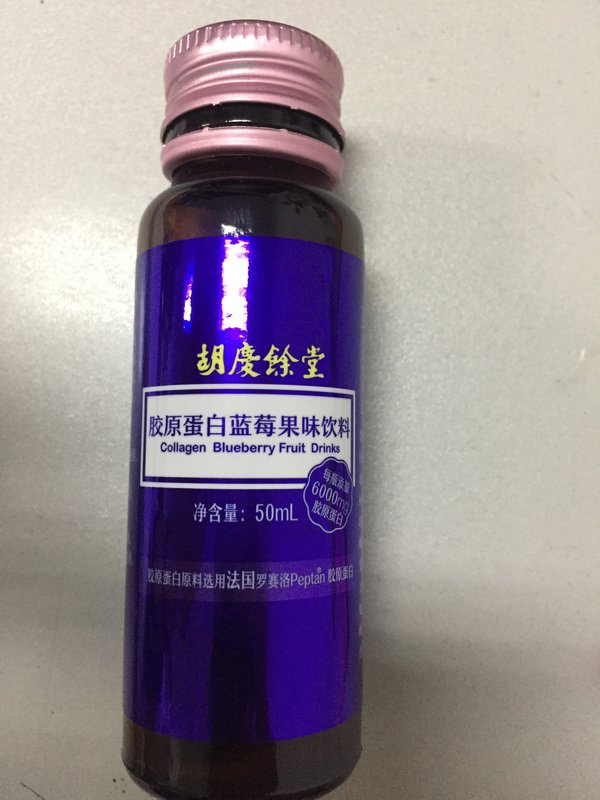 胡慶餘堂
胶原蛋白蓝莓果味饮料
Collagen Blueberry Fruit Drinks
每瓶添加
6000mg
胶原蛋白
净含量：50mL
胶原蛋白原料选用法国罗赛洛Peptan® 胶原蛋白